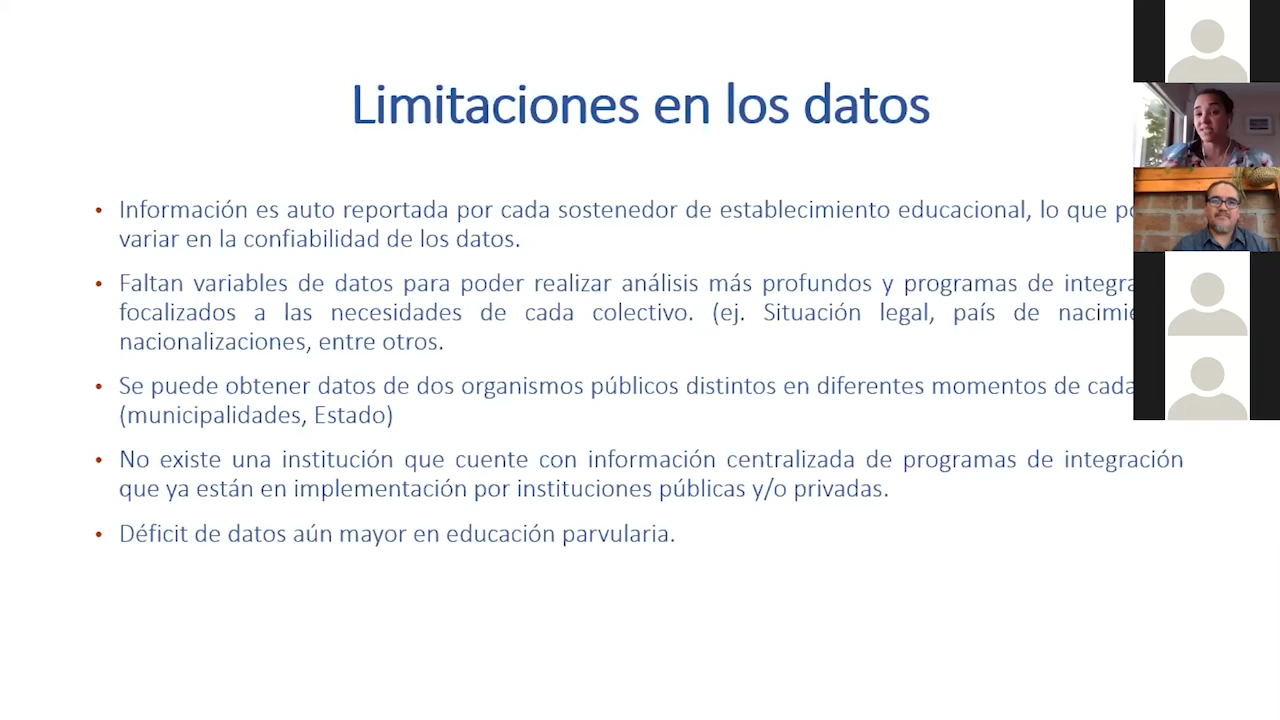 Limitaciones en los datos
• Información es auto reportada por cada sostenedor de establecimiento educacional, lo que
variar en la confiabilidad de los datos.
• Faltan variables de datos para poder realizar análisis más profundos y programas de
focalizados a las necesidades de cada colectivo. (ej. Situación legal, país de
nacionalizaciones, entre otros.
• Se puede obtener datos de dos organismos públicos distintos en diferentes momentos de cada
(municipalidades, Estado)
• No existe una institución que cuente con información centralizada de programas de integración
que ya están en implementación por instituciones públicas y/o privadas.
• Déficit de datos aún mayor en educación parvularia.